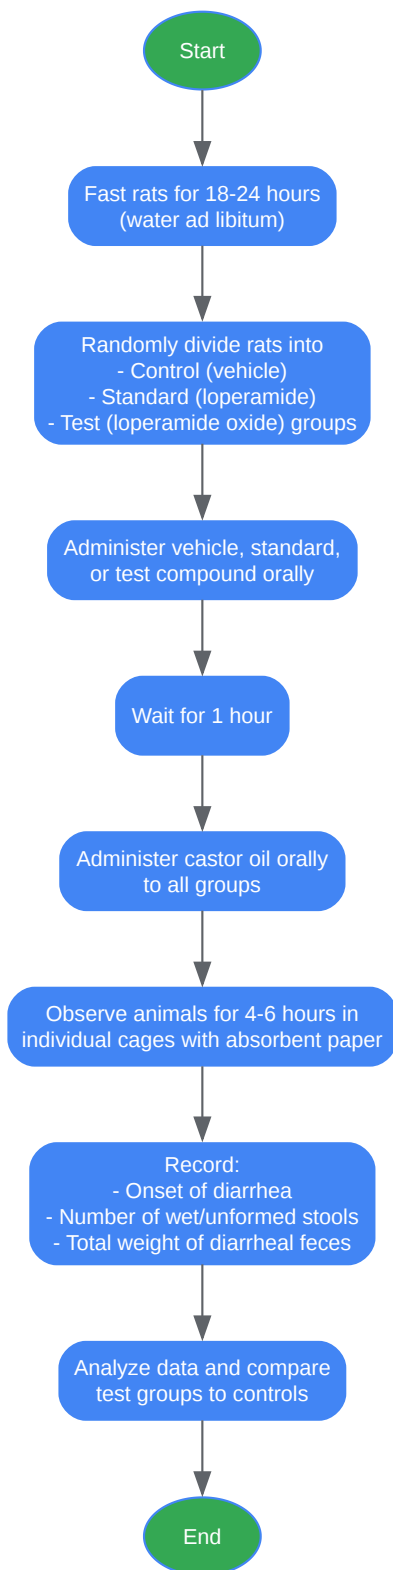 Start
Fast rats for 18-24 hours
(water ad libitum)
Randomly divide rats into
- Control (vehicle)
- Standard (loperamide)
- Test (loperamide oxide) groups
Administer vehicle, standard,
or test compound orally
Wait for 1 hour
Administer castor oil orally
to all groups
Observe animals for 4-6 hours in
individual cages with absorbent paper
Record:
- Onset of diarrhea
- Number of wet/unformed stools
- Total weight of diarrheal feces
Analyze data and compare
test groups to controls
End